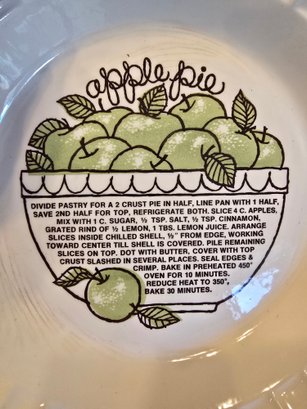 apple pie
DIVIDE PASTRY FOR A 2 CRUST PIE IN HALF, LINE PAN WITH 1 HALF,
SAVE 2ND HALF FOR TOP, REFRIGERATE BOTH. SLICE 4 C. APPLES,
MIX WITH 1 C. SUGAR, ½ TSP. SALT, ½ TSP. CINNAMON,
GRATED RIND OF ½ LEMON, 1 TBS. LEMON JUICE. ARRANGE
SLICES INSIDE CHILLED SHELL, ½" FROM EDGE, WORKING
TOWARD CENTER TILL SHELL IS COVERED. PILE REMAINING
SLICES ON TOP. DOT WITH BUTTER, COVER WITH TOP
CRUST SLASHED IN SEVERAL PLACES. SEAL EDGES &
CRIMP. BAKE IN PREHEATED 450°
OVEN FOR 10 MINUTES.
REDUCE HEAT TO 350°,
BAKE 30 MINUTES.